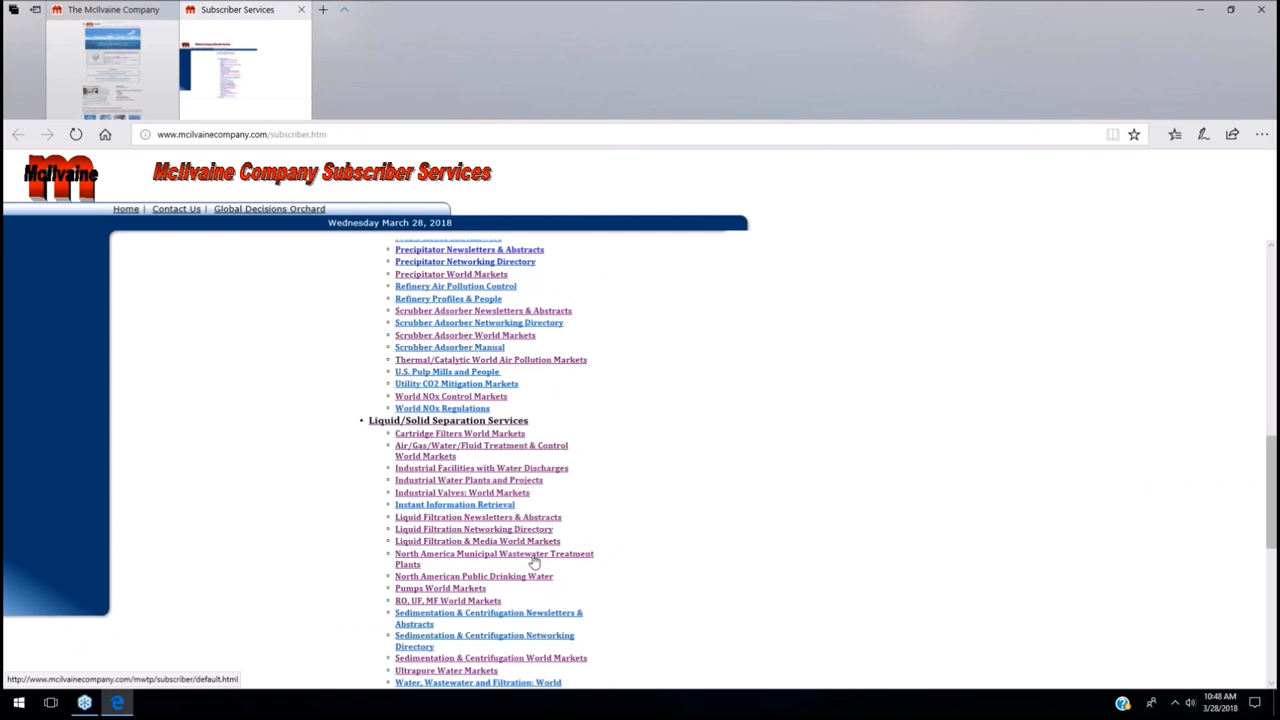 The McIlvaine Company
Subscriber Services
www.mcilvainecompany.com/subscriber.htm
McIlvaine
McIlvaine Company Subscriber Services
Home | Contact Us | Global Decisions Orchard
Wednesday March 28, 2018
Precipitator Newsletters & Abstracts
Precipitator Networking Directory
Precipitator World Markets
Refinery Air Pollution Control
Refinery Profiles & People
Scrubber Adsorber Newsletters & Abstracts
Scrubber Adsorber Networking Directory
Scrubber Adsorber World Markets
Scrubber Adsorber Manual
Thermal/Catalytic World Air Pollution Markets
U.S. Pulp Mills and People
Utility CO2 Mitigation Markets
World NOx Control Markets
World NOx Regulations
Liquid/Solid Separation Services
Cartridge Filters World Markets
Air/Gas/Water/Fluid Treatment & Control
World Markets
Industrial Facilities with Water Discharges
Industrial Water Plants and Projects
Industrial Valves: World Markets
Instant Information Retrieval
Liquid Filtration Newsletters & Abstracts
Liquid Filtration Networking Directory
Liquid Filtration & Media World Markets
North America Municipal Wastewater Treatment
Plants
North American Public Drinking Water
Pumps World Markets
RO, UF, MF World Markets
Sedimentation & Centrifugation Newsletters &
Abstracts
Sedimentation & Centrifugation Networking
Directory
Sedimentation & Centrifugation World Markets
Ultrapure Water Markets
Water, Wastewater and Filtration: World
http://www.mcilvainecompany.com/mwtp/subscriber/default.html
10:48 AM
3/28/2018